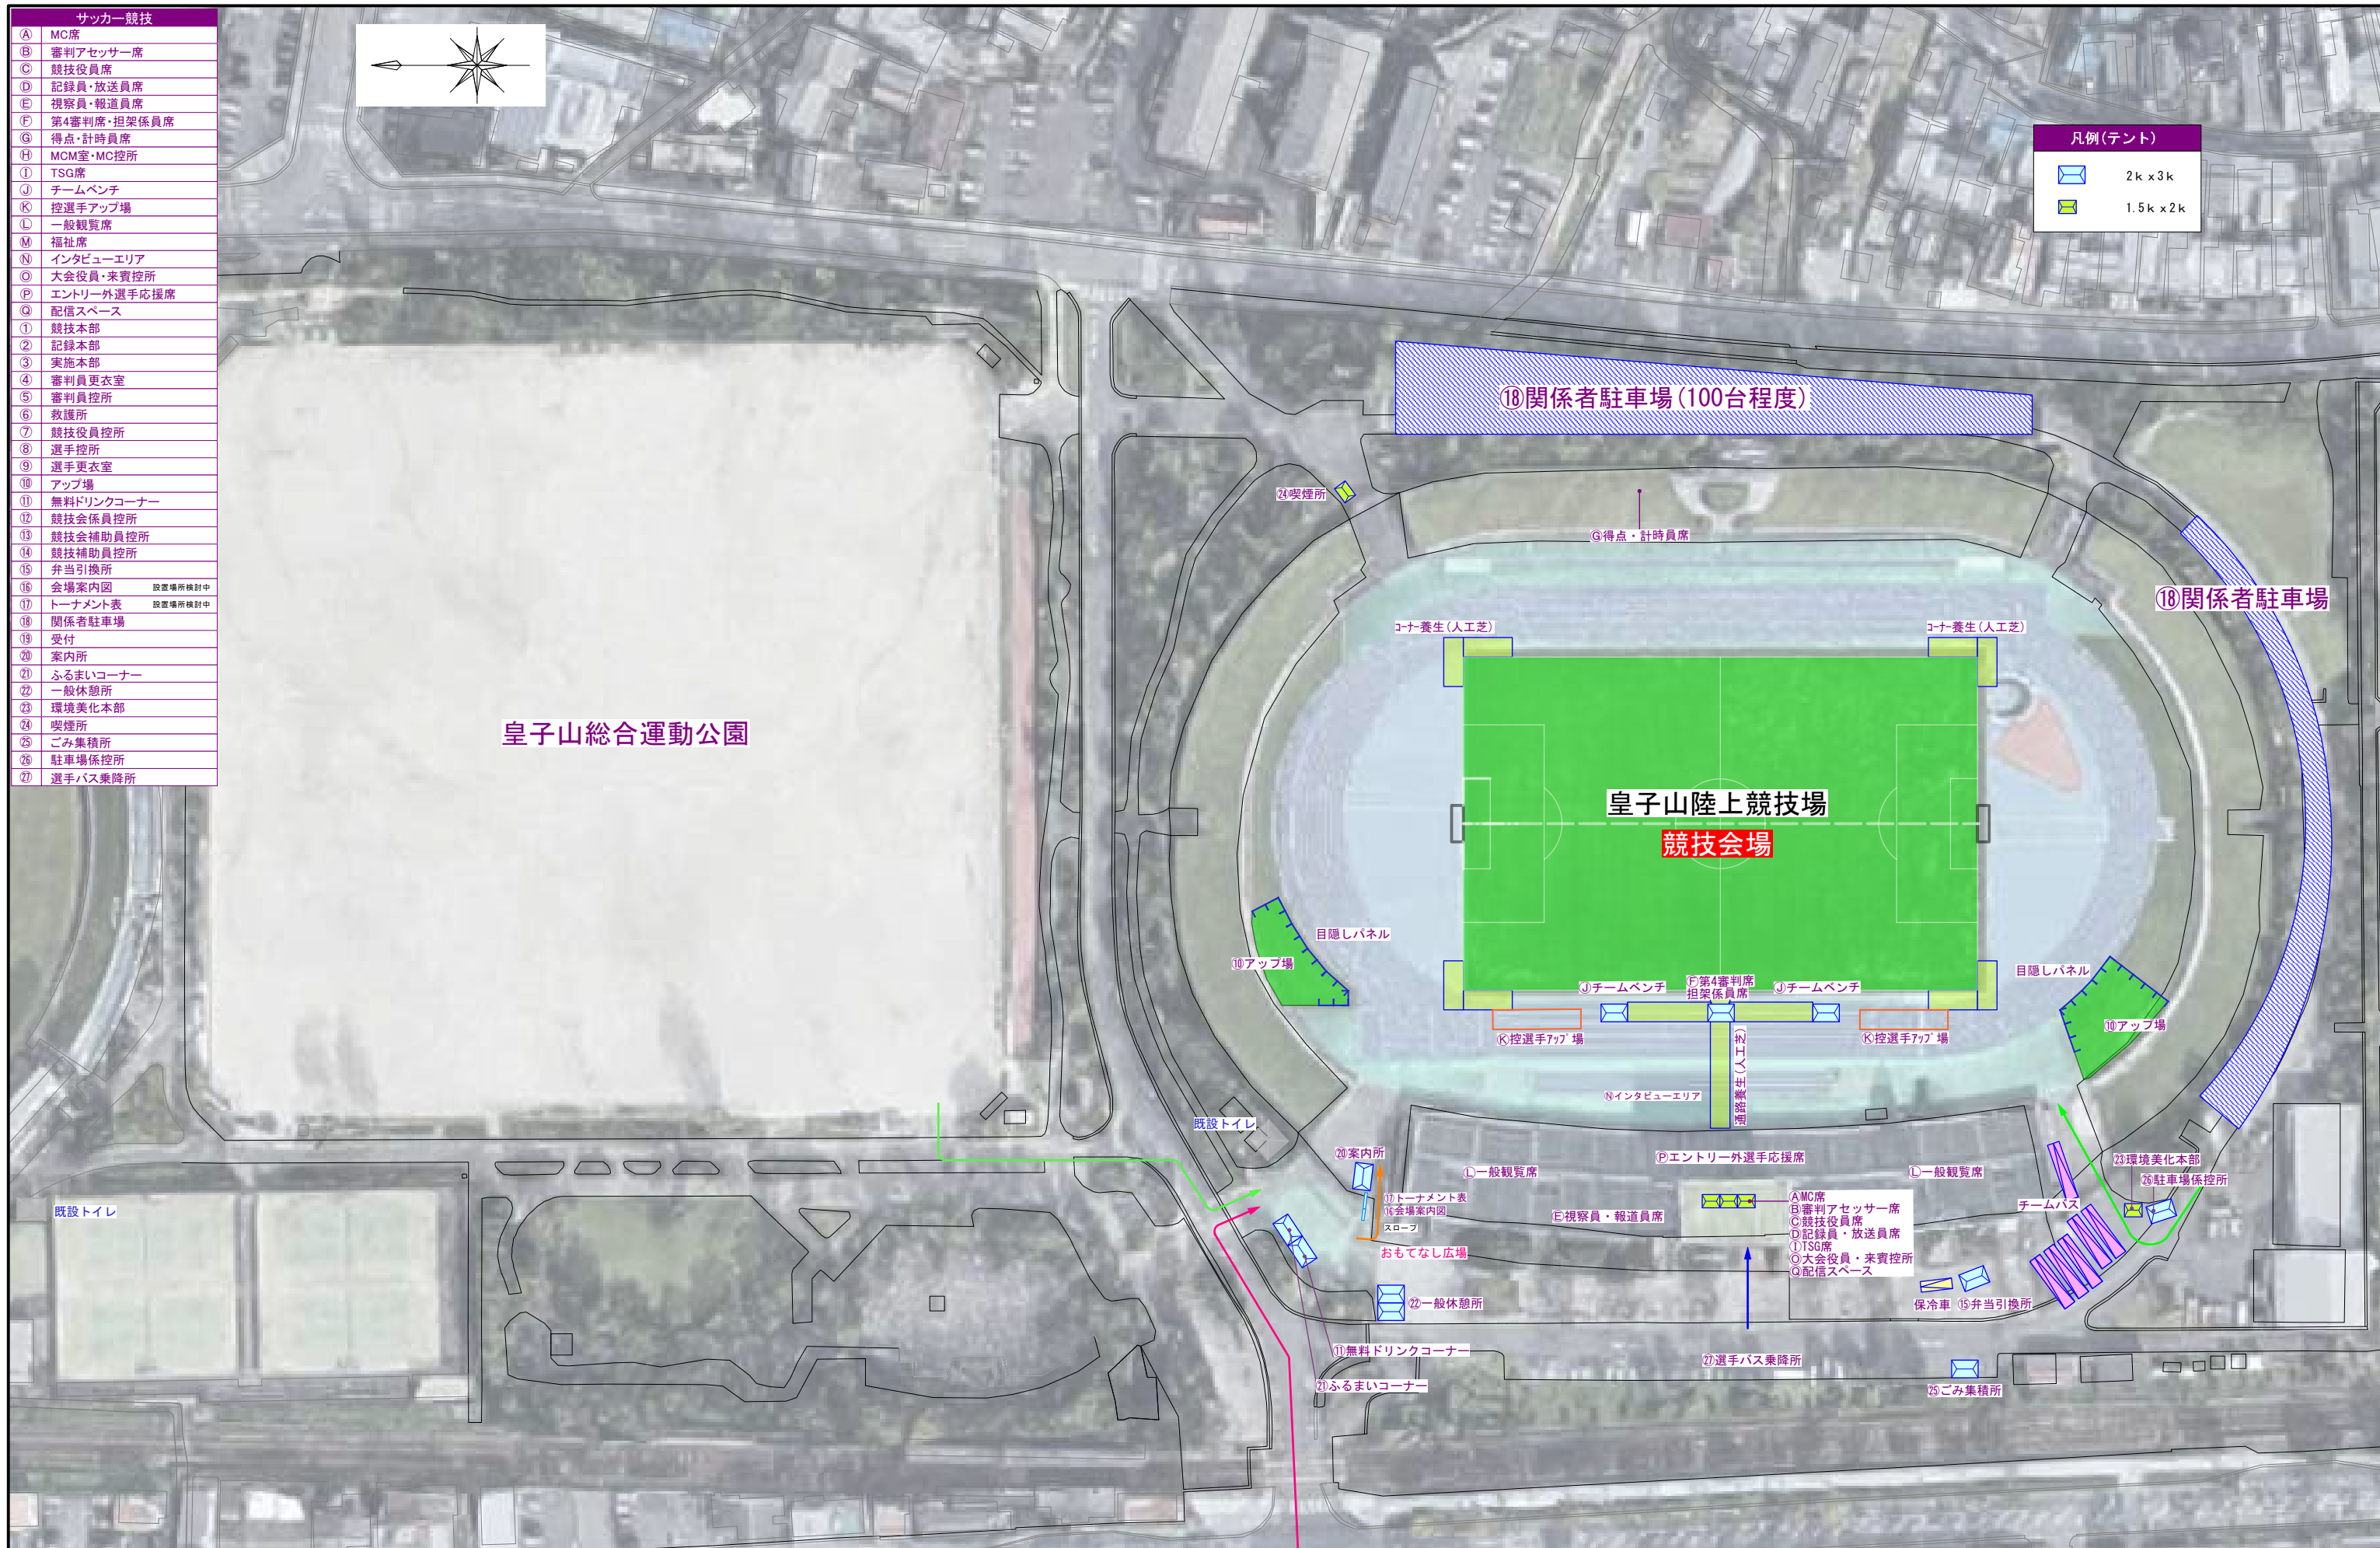 サッカー競技
Ⓐ MC席
Ⓑ 審判アセッサー席
Ⓒ 競技役員席
Ⓓ 記録員・放送員席
Ⓔ 視察員・報道員席
Ⓕ 第4審判席・担架係員席
Ⓖ 得点・計時員席
Ⓗ MCM室・MC控所
Ⓘ TSG席
Ⓙ チームベンチ
Ⓚ 控選手アップ場
Ⓛ 一般観覧席
Ⓜ 福祉席
Ⓝ インタビューエリア
Ⓞ 大会役員・来賓控所
Ⓟ エントリー外選手応援席
Ⓠ 配信スペース
① 競技本部
② 記録本部
③ 実施本部
④ 審判員更衣室
⑤ 審判員控所
⑥ 救護所
⑦ 競技役員控所
⑧ 選手控所
⑨ 選手更衣室
⑩ アップ場
⑪ 無料ドリンクコーナー
⑫ 競技会係員控所
⑬ 競技会補助員控所
⑭ 競技補助員控所
⑮ 弁当引換所
⑯ 会場案内図 設置場所検討中
⑰ トーナメント表 設置場所検討中
⑱ 関係者駐車場
⑲ 受付
⑳ 案内所
㉑ ふるまいコーナー
㉒ 一般休憩所
㉓ 環境美化本部
㉔ 喫煙所
㉕ ごみ集積所
㉖ 駐車場係控所
㉗ 選手バス乗降所
凡例(テント)
2k x3k
1.5k x2k
⑱関係者駐車場(100台程度)
㉔喫煙所
Ⓖ得点・計時員席
⑱関係者駐車場
コーナー養生(人工芝)
コーナー養生(人工芝)
皇子山総合運動公園
皇子山陸上競技場
競技会場
目隠しパネル
⑩アップ場
目隠しパネル
⑩アップ場
Ⓙチームベンチ
Ⓕ第4審判席
担架係員席
Ⓙチームベンチ
Ⓚ控選手アップ場
Ⓚ控選手アップ場
通路養生(人工芝)
Ⓝインタビューエリア
既設トイレ
⑳案内所
Ⓛ一般観覧席
Ⓟエントリー外選手応援席
Ⓛ一般観覧席
㉓環境美化本部
㉖駐車場係控所
⑰トーナメント表
⑯会場案内図
スロープ
Ⓔ視察員・報道員席
ⒶMC席
Ⓑ審判アセッサー席
Ⓒ競技役員席
Ⓓ記録員・放送員席
ⒾTSG席
Ⓞ大会役員・来賓控所
Ⓠ配信スペース
チームバス
既設トイレ
おもてなし広場
㉒一般休憩所
保冷車
⑮弁当引換所
⑪無料ドリンクコーナー
㉗選手バス乗降所
㉑ふるまいコーナー
㉕ごみ集積所